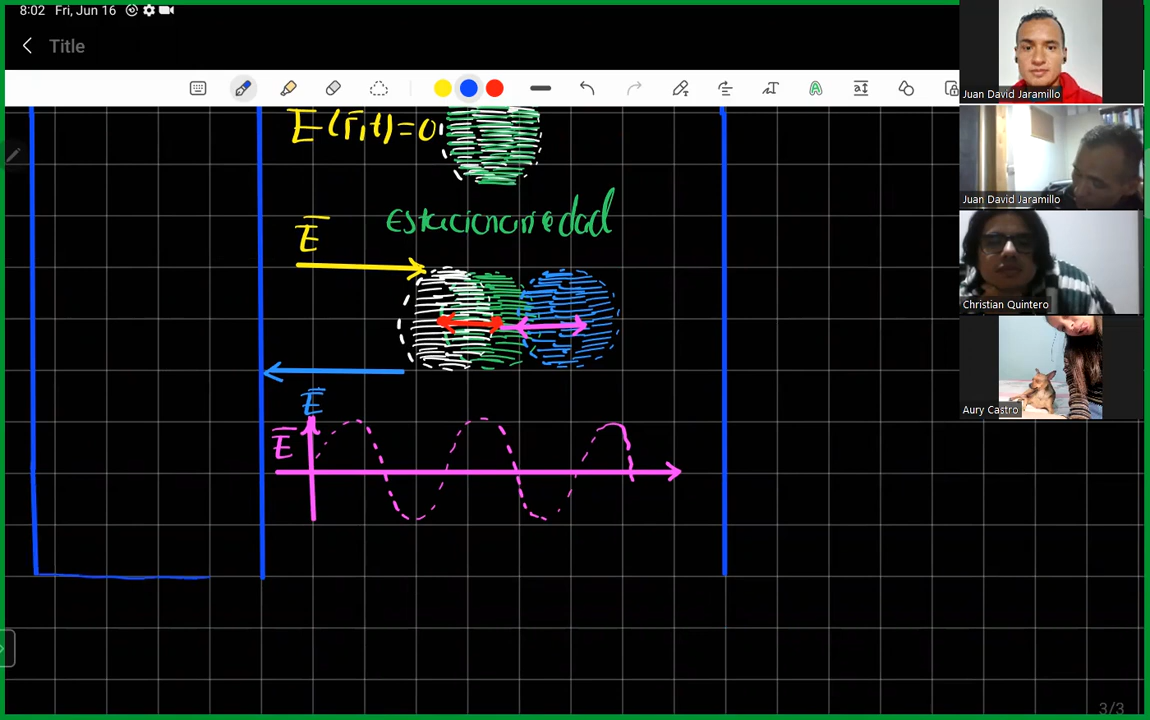 8:02 Fri, Jun 16
Title
E̅ (r̅,t) = 0
E̅
estacionariedad
E̅
E̅
3/3
Juan David Jaramillo
Juan David Jaramillo
Christian Quintero
Aury Castro